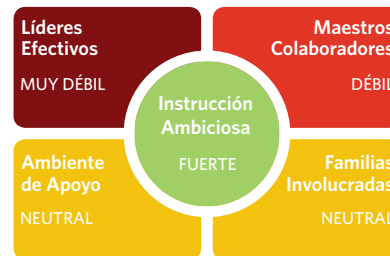 Líderes
Efectivos
MUY DÉBIL
Maestros
Colaboradores
DÉBIL
Instrucción
Ambiciosa
FUERTE
Ambiente
de Apoyo
NEUTRAL
Familias
Involucradas
NEUTRAL